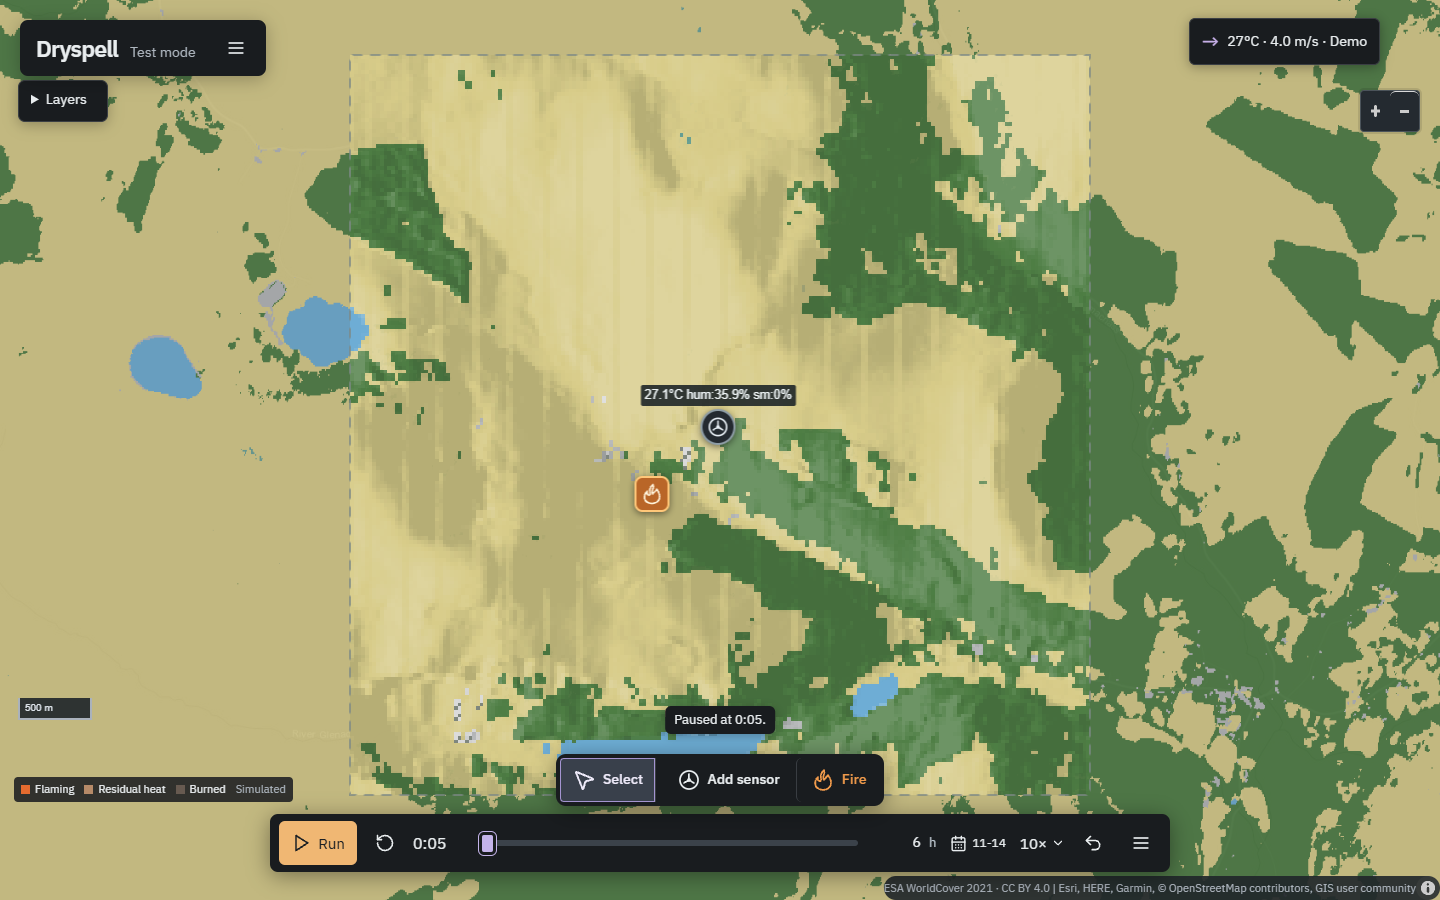 Dryspell Test mode
Layers
27°C · 4.0 m/s · Demo
+ −
27.1°C hum:35.9% sm:0%
500 m
Paused at 0:05.
Select Add sensor Fire
Flaming Residual heat Burned Simulated
Run 0:05 6 h 11-14 10×
ESA WorldCover 2021 · CC BY 4.0 | Esri, HERE, Garmin, © OpenStreetMap contributors, GIS user community